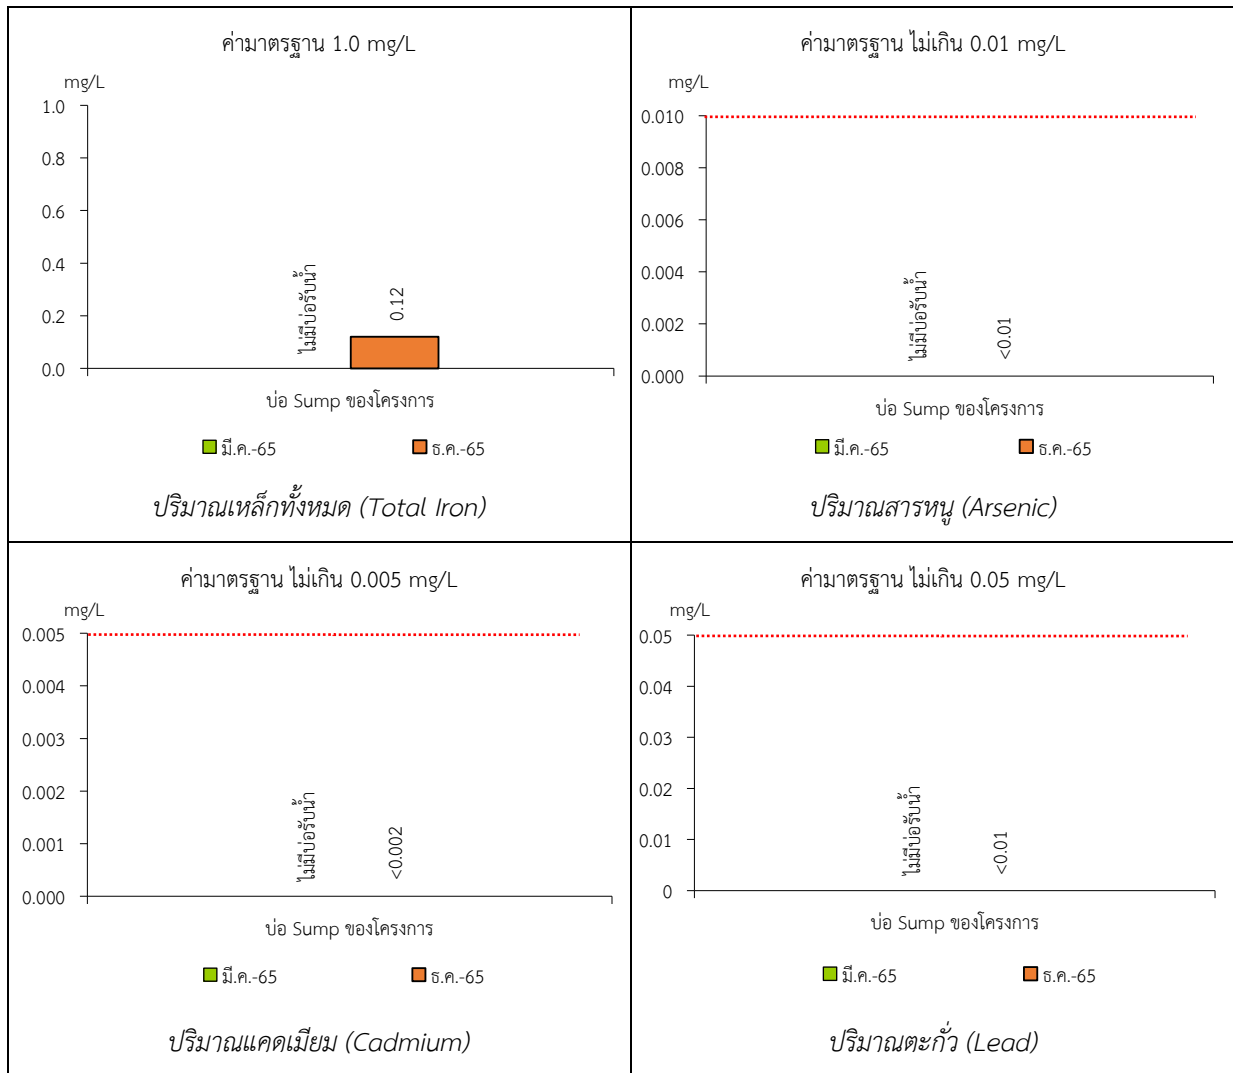 ค่ามาตรฐาน 1.0 mg/L
mg/L
1.0
0.8
0.6
0.4
0.2
0.0
ไม่มีบ่อรับน้ำ
0.12
บ่อ Sump ของโครงการ
มี.ค.-65
ธ.ค.-65
ปริมาณเหล็กทั้งหมด (Total Iron)
ค่ามาตรฐาน ไม่เกิน 0.01 mg/L
mg/L
0.010
0.008
0.006
0.004
0.002
0.000
ไม่มีบ่อรับน้ำ
<0.01
บ่อ Sump ของโครงการ
มี.ค.-65
ธ.ค.-65
ปริมาณสารหนู (Arsenic)
ค่ามาตรฐาน ไม่เกิน 0.005 mg/L
mg/L
0.005
0.004
0.003
0.002
0.001
0.000
ไม่มีบ่อรับน้ำ
<0.002
บ่อ Sump ของโครงการ
มี.ค.-65
ธ.ค.-65
ปริมาณแคดเมียม (Cadmium)
ค่ามาตรฐาน ไม่เกิน 0.05 mg/L
mg/L
0.05
0.04
0.03
0.02
0.01
0
ไม่มีบ่อรับน้ำ
<0.01
บ่อ Sump ของโครงการ
มี.ค.-65
ธ.ค.-65
ปริมาณตะกั่ว (Lead)